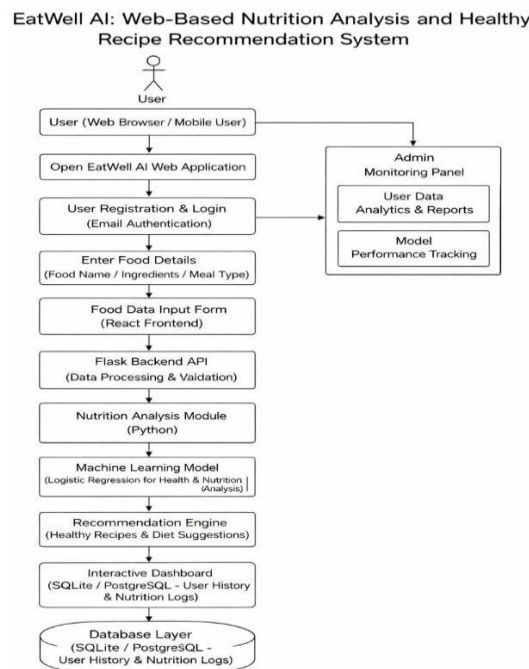 EatWell AI: Web-Based Nutrition Analysis and Healthy
Recipe Recommendation System
User
User (Web Browser / Mobile User)
Open EatWell AI Web Application
User Registration & Login
(Email Authentication)
Enter Food Details
(Food Name / Ingredients / Meal Type)
Food Data Input Form
(React Frontend)
Flask Backend API
(Data Processing & Vaidation)
Nutrition Analysis Module
(Python)
Machine Learning Model
(Logistic Regression for Health & Nutrition
(Analysis)
Recommendation Engine
(Healthy Recipes & Diet Suggestions)
Interactive Dashboard
(SQLite / PostgreSQL - User History
& Nutrition Logs)
Database Layer
(SQLite / PostgreSQL -
User History & Nutrition Logs)
Admin
Monitoring Panel
User Data
Analytics & Reports
Model
Performance Tracking